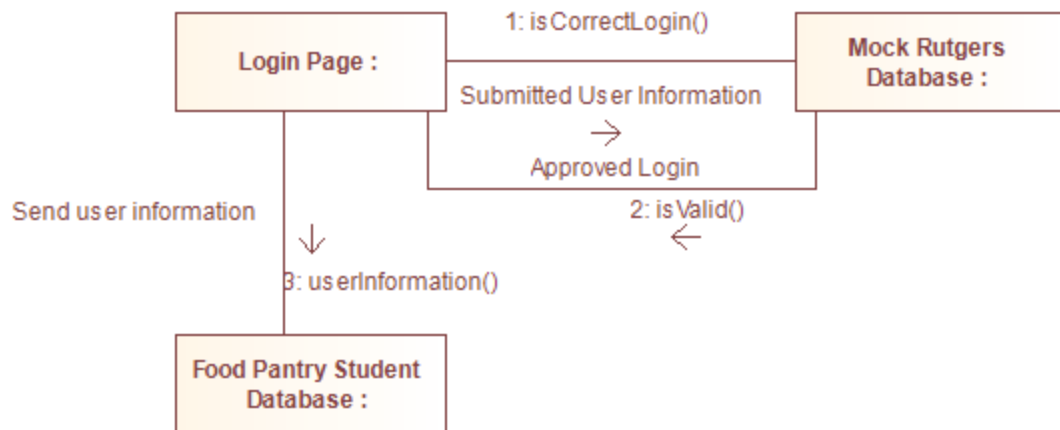 1: isCorrectLogin()
Login Page :
Mock Rutgers
Database :
Submitted User Information
Approved Login
Send user information
2: isValid()
3: userInformation()
Food Pantry Student
Database :